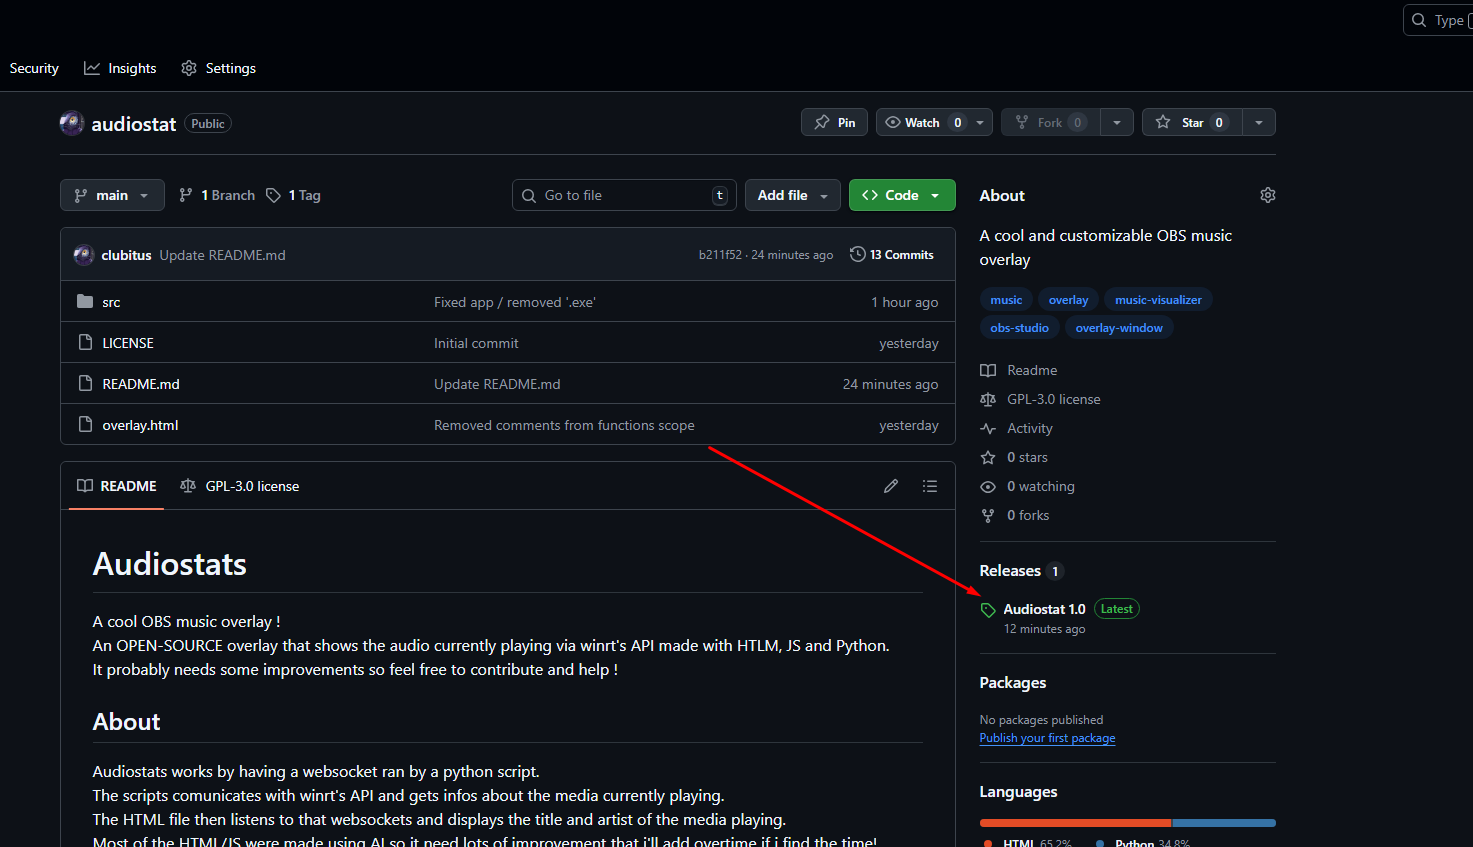 Type
Security Insights Settings
audiostat Public
Pin Watch 0 Fork 0 Star 0
main 1 Branch 1 Tag Go to file t Add file Code
clubitus Update README.md b211f52 · 24 minutes ago 13 Commits
src Fixed app / removed '.exe' 1 hour ago
LICENSE Initial commit yesterday
README.md Update README.md 24 minutes ago
overlay.html Removed comments from functions scope yesterday
README GPL-3.0 license
Audiostats
A cool OBS music overlay !
An OPEN-SOURCE overlay that shows the audio currently playing via winrt's API made with HTLM, JS and Python.
It probably needs some improvements so feel free to contribute and help !
About
Audiostats works by having a websocket ran by a python script.
The scripts comunicates with winrt's API and gets infos about the media currently playing.
The HTML file then listens to that websockets and displays the title and artist of the media playing.
Most of the HTML/JS were made using AI so it need lots of improvement that i'll add overtime if i find the time!
About
A cool and customizable OBS music
overlay
music overlay music-visualizer
obs-studio overlay-window
Readme
GPL-3.0 license
Activity
0 stars
0 watching
0 forks
Releases 1
Audiostat 1.0 Latest
12 minutes ago
Packages
No packages published
Publish your first package
Languages
HTML 65.2% Python 34.8%